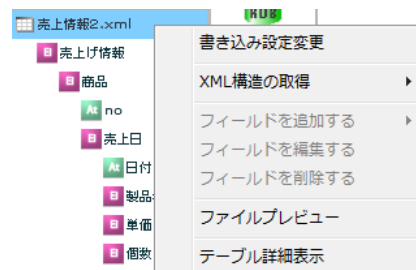 売上情報2.xml
RDB
売上げ情報
商品
At no
売上日
At 日付
製品
単価
個数
書き込み設定変更
XML構造の取得
フィールドを追加する
フィールドを編集する
フィールドを削除する
ファイルプレビュー
テーブル詳細表示